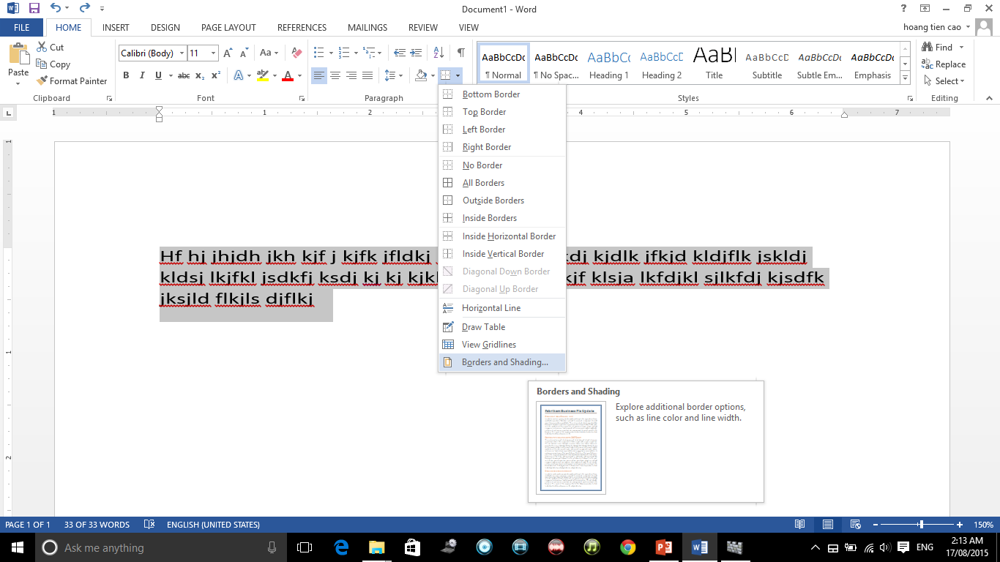 Document1 - Word
hoang tien cao
FILE HOME INSERT DESIGN PAGE LAYOUT REFERENCES MAILINGS REVIEW VIEW
Paste
Cut
Copy
Format Painter
Clipboard
Calibri (Body) 11
Aa
B I U abc x₂ x² A A
Font
Paragraph
AaBbCcDc AaBbCcDc AaBbCc AaBbCcD AaBl AaBbCcD AaBbCcDc AaBbCcDc
¶ Normal ¶ No Spac... Heading 1 Heading 2 Title Subtitle Subtle Em... Emphasis
Styles
Find
Replace
Select
Editing
L 1 1 2 4 5 6 7
Bottom Border
Top Border
Left Border
Right Border
No Border
All Borders
Outside Borders
Inside Borders
Inside Horizontal Border
Inside Vertical Border
Diagonal Down Border
Diagonal Up Border
Horizontal Line
Draw Table
View Gridlines
Borders and Shading...
Hf hj jhjdh jkh kjf j kjfk jfldkj kjdlk jfkjd kldjflk jskldj
kldsj lkjfkl jsdkfj ksdj kj kj klsja lkfdjkl sjlkfdj kjsdfk
jksjld flkjls djflkj
1
1
2
Borders and Shading
Explore additional border options,
such as line color and line width.
PAGE 1 OF 1 33 OF 33 WORDS ENGLISH (UNITED STATES) 150%
Ask me anything
ENG
2:13 AM
17/08/2015